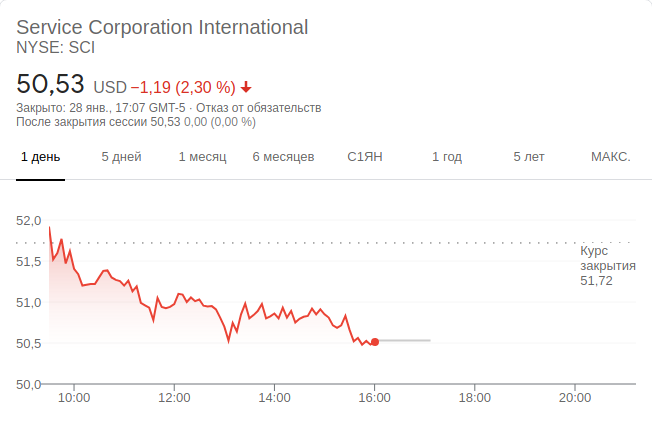 Service Corporation International
NYSE: SCI
50,53 USD −1,19 (2,30 %)
Закрыто: 28 янв., 17:07 GMT-5 · Отказ от обязательств
После закрытия сессии 50,53 0,00 (0,00 %)
1 день 5 дней 1 месяц 6 месяцев С1ЯН 1 год 5 лет МАКС.
52,0
51,5
51,0
50,5
50,0
Курс
закрытия
51,72
10:00 12:00 14:00 16:00 18:00 20:00